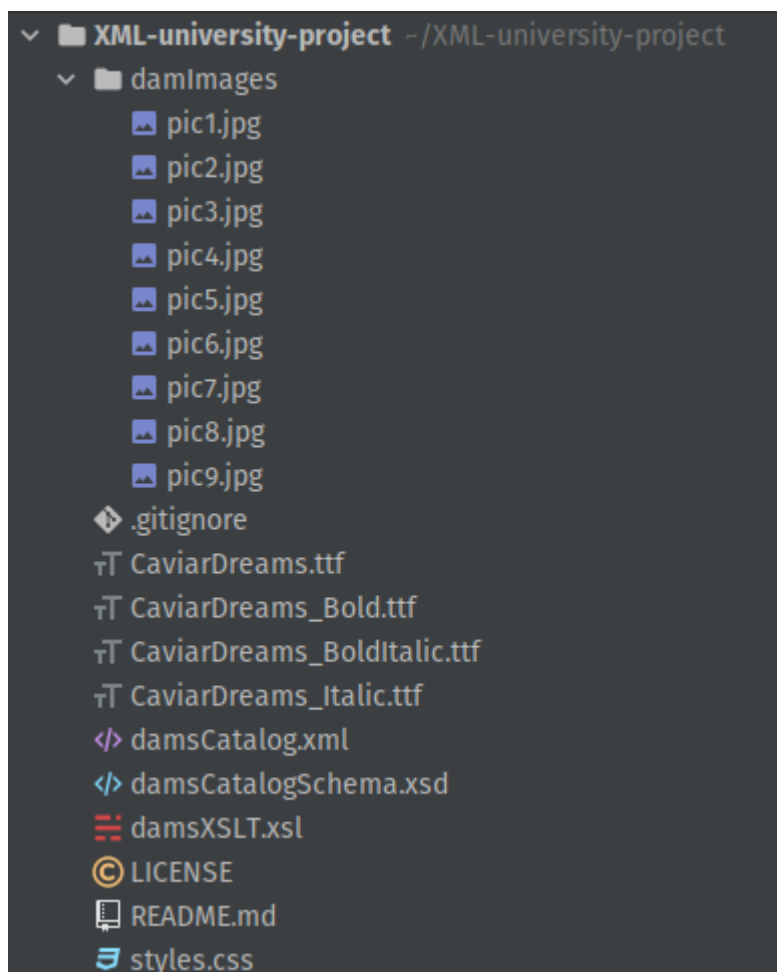 XML-university-project ~/XML-university-project
damImages
pic1.jpg
pic2.jpg
pic3.jpg
pic4.jpg
pic5.jpg
pic6.jpg
pic7.jpg
pic8.jpg
pic9.jpg
.gitignore
CaviarDreams.ttf
CaviarDreams_Bold.ttf
CaviarDreams_BoldItalic.ttf
CaviarDreams_Italic.ttf
damsCatalog.xml
damsCatalogSchema.xsd
damsXSLT.xsl
LICENSE
README.md
styles.css